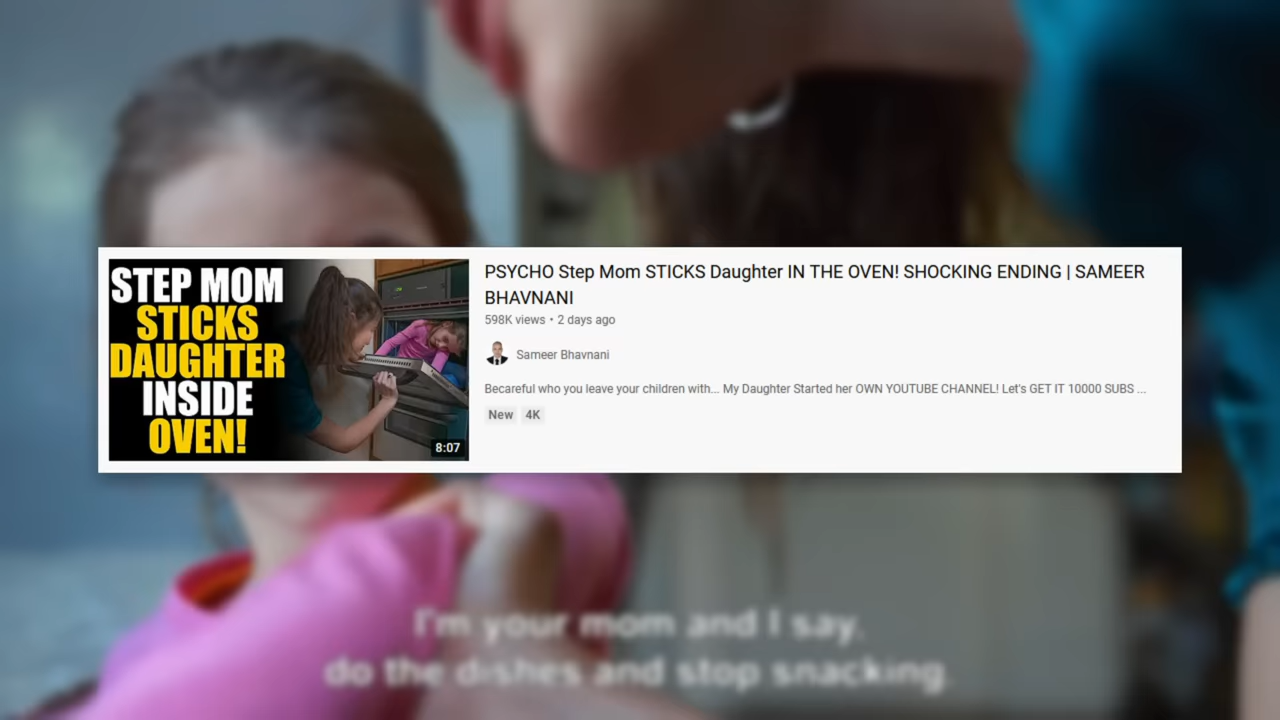 STEP MOM
STICKS
DAUGHTER
INSIDE
OVEN!
8:07
PSYCHO Step Mom STICKS Daughter IN THE OVEN! SHOCKING ENDING | SAMEER
BHAVNANI
598K views • 2 days ago
Sameer Bhavnani
Becareful who you leave your children with... My Daughter Started her OWN YOUTUBE CHANNEL! Let's GET IT 10000 SUBS ...
New 4K
I'm your mom and I say,
do the dishes and stop snacking.